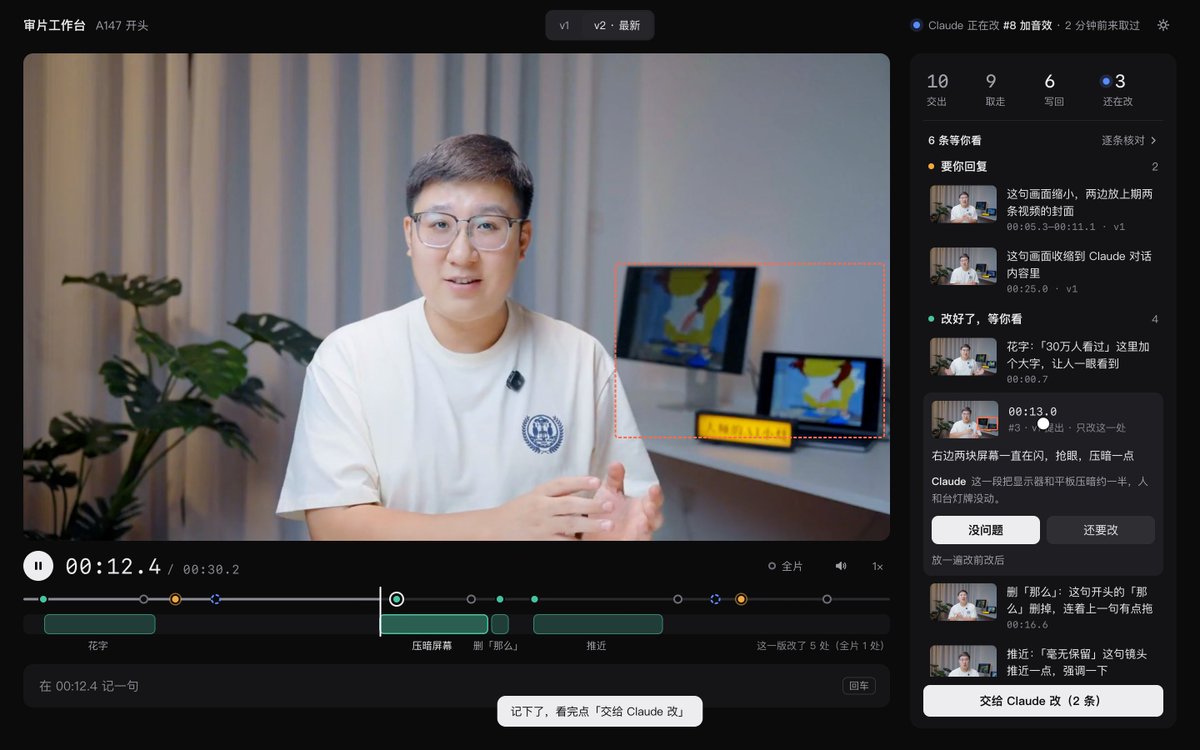 审片工作台 A147 开头
v1 v2 · 最新
Claude 正在改 #8 加音效 · 2 分钟前来取过
10 9 6 3
交出 取走 写回 还在改
6 条等你看 逐条核对
要你回复 2
这句画面缩小，两边放上期两
条视频的封面
00:05.3—00:11.1 · v1
这句画面收缩到 Claude 对话
内容里
00:25.0 · v1
改好了，等你看 4
花字：「30万人看过」这里加
个大字，让人一眼看到
00:00.7
00:13.0
#3 · 提出 · 只改这一处
右边两块屏幕一直在闪，抢眼，压暗一点
Claude 这一段把显示器和平板压暗约一半，人
和台灯牌没动。
没问题 还要改
放一遍改前改后
删「那么」：这句开头的「那
么」删掉，连着上一句有点拖
00:16.6
推近：「毫无保留」这句镜头
推近一点，强调一下
交给 Claude 改（2 条）
00:12.4 / 00:30.2
全片 1×
花字 压暗屏幕 删「那么」 推近 这一版改了 5 处（全片 1 处）
在 00:12.4 记一句 回车
记下了，看完点「交给 Claude 改」